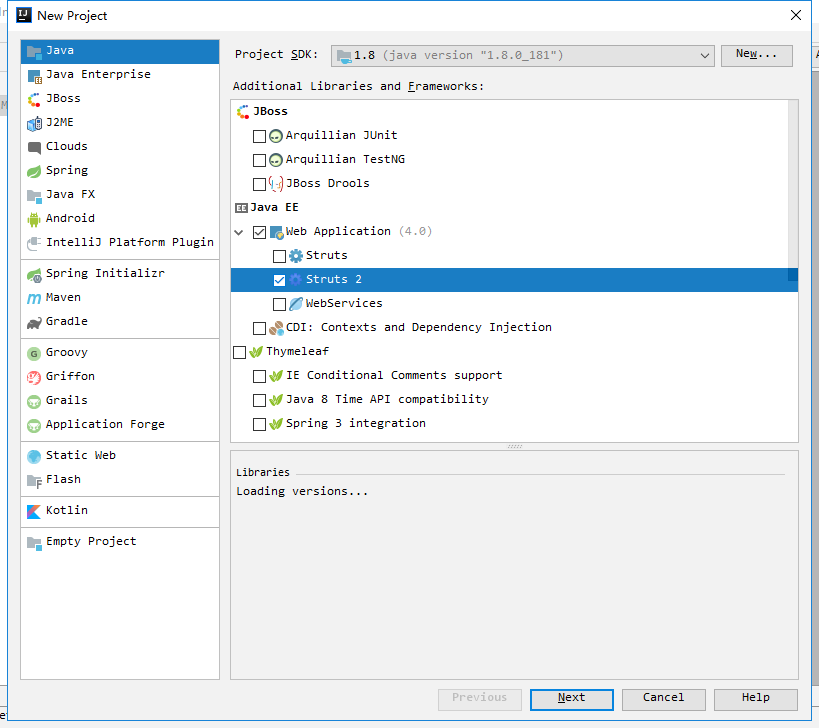 New Project
Java
Java Enterprise
JBoss
J2ME
Clouds
Spring
Java FX
Android
IntelliJ Platform Plugin
Spring Initializr
Maven
Gradle
Groovy
Griffon
Grails
Application Forge
Static Web
Flash
Kotlin
Empty Project
Project SDK: 1.8 (java version "1.8.0_181") New...
Additional Libraries and Frameworks:
JBoss
Arquillian JUnit
Arquillian TestNG
JBoss Drools
Java EE
Web Application (4.0)
Struts
Struts 2
WebServices
CDI: Contexts and Dependency Injection
Thymeleaf
IE Conditional Comments support
Java 8 Time API compatibility
Spring 3 integration
Libraries
Loading versions...
Previous Next Cancel Help